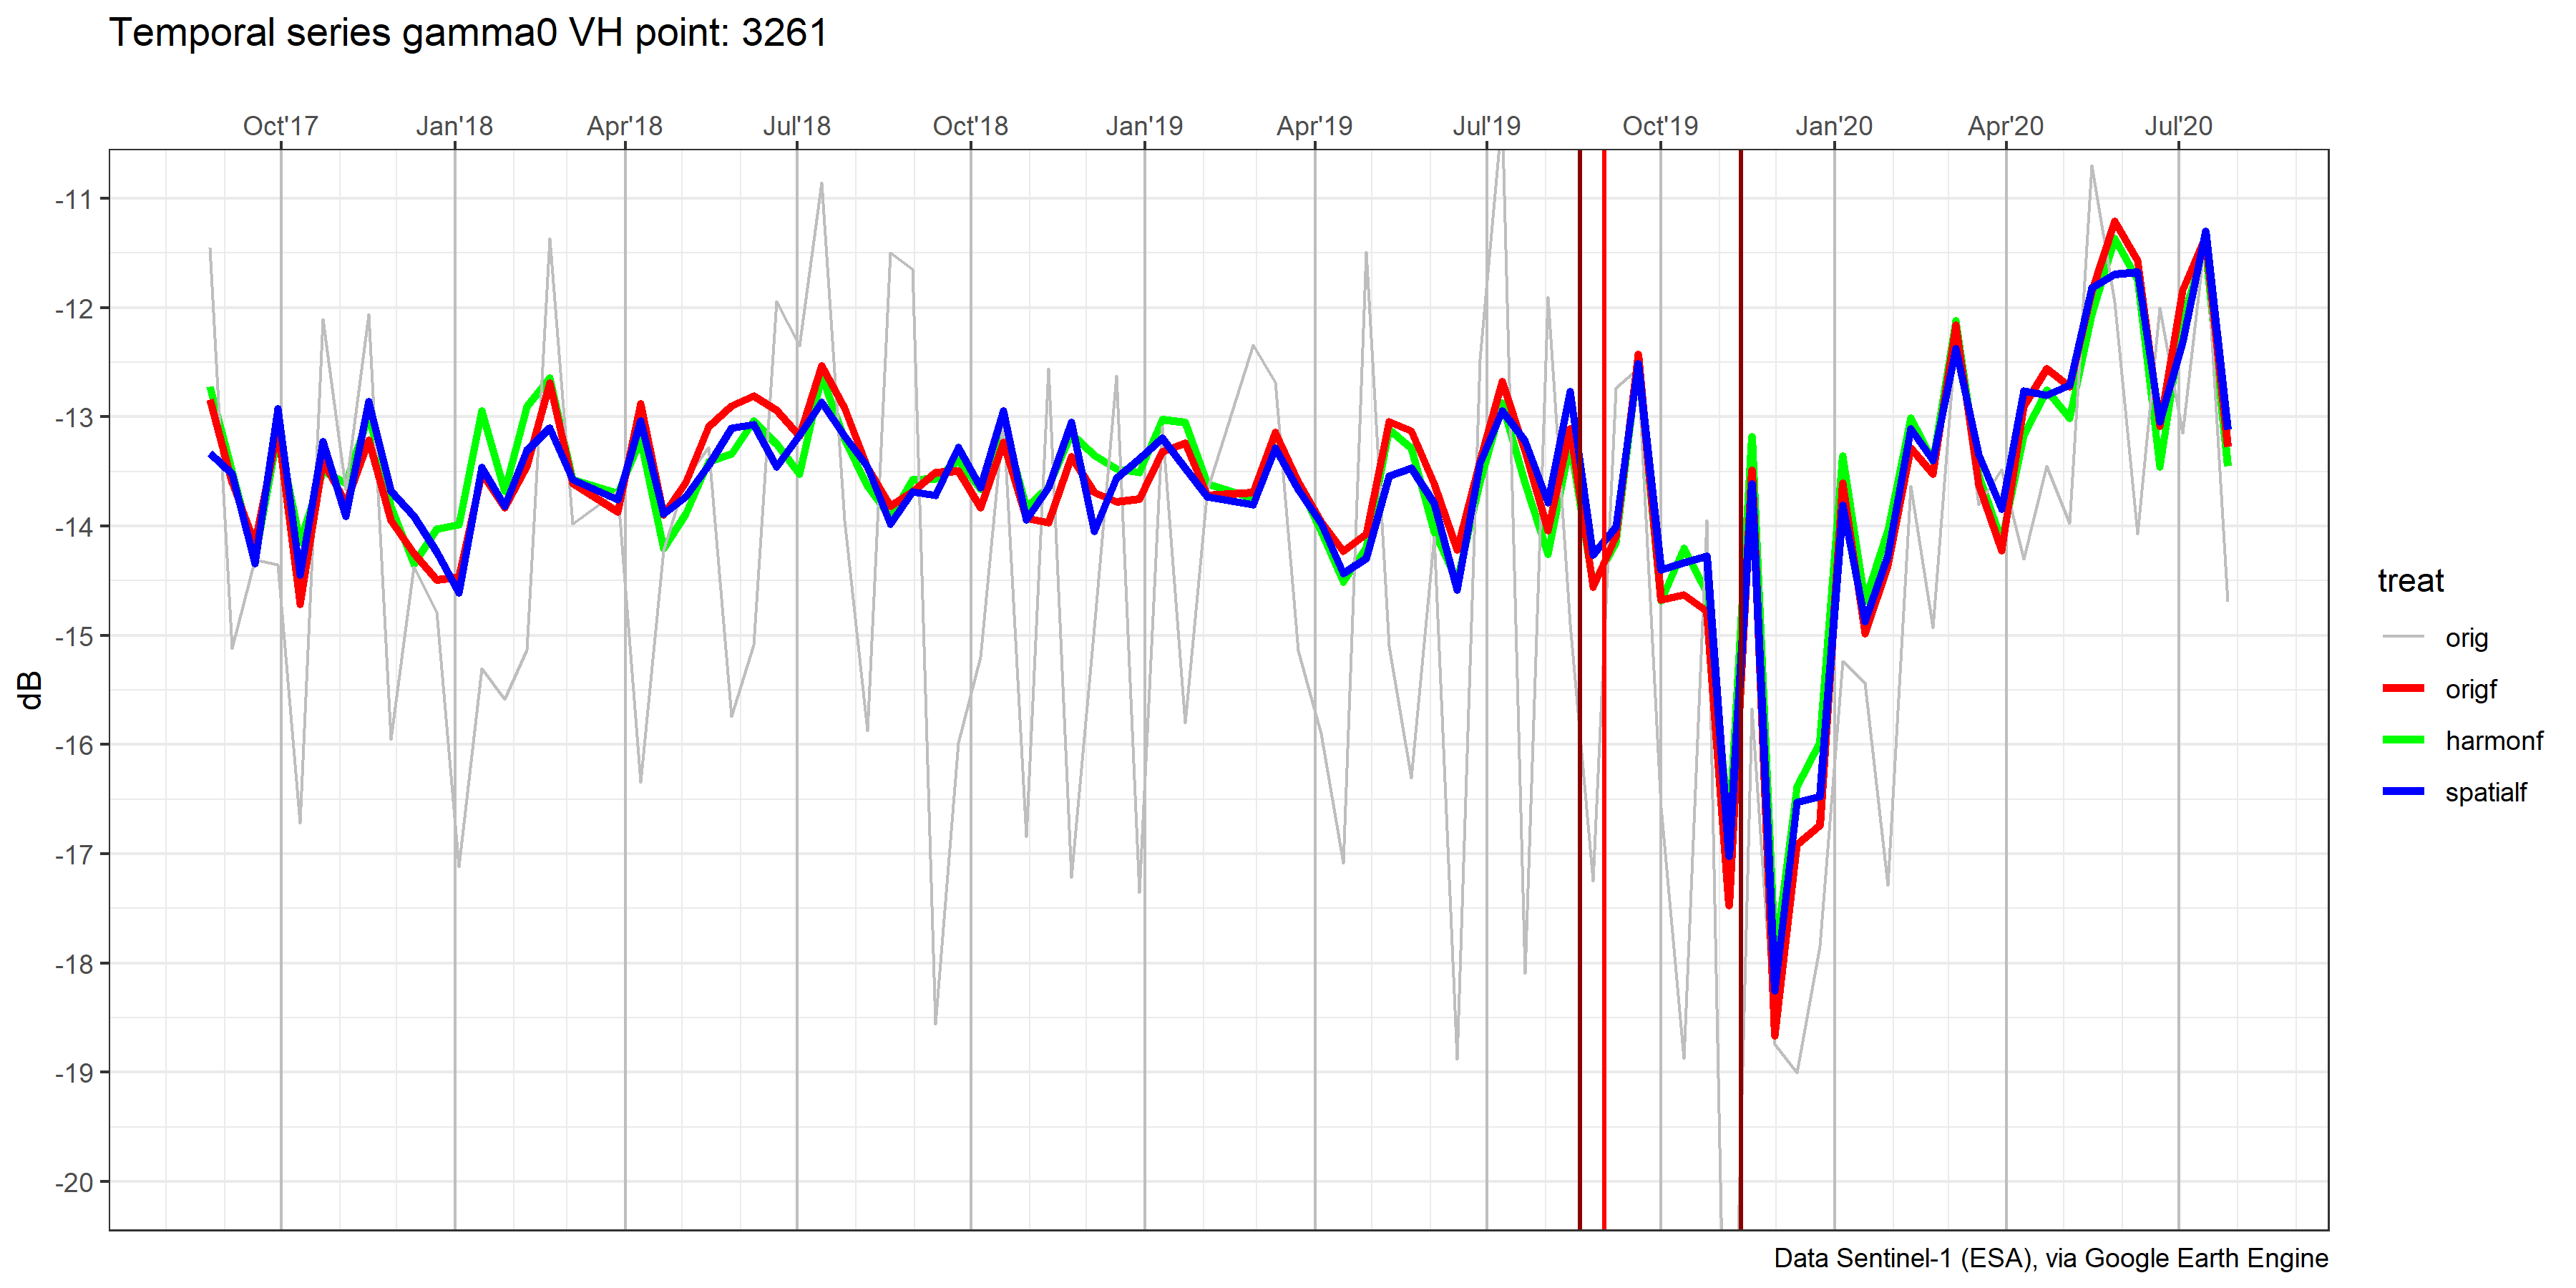 Temporal series gamma0 VH point: 3261
Oct'17 Jan'18 Apr'18 Jul'18 Oct'18 Jan'19 Apr'19 Jul'19 Oct'19 Jan'20 Apr'20 Jul'20
-11
-12
-13
-14
-15
-16
-17
-18
-19
-20
dB
treat
orig
origf
harmonf
spatialf
Data Sentinel-1 (ESA), via Google Earth Engine